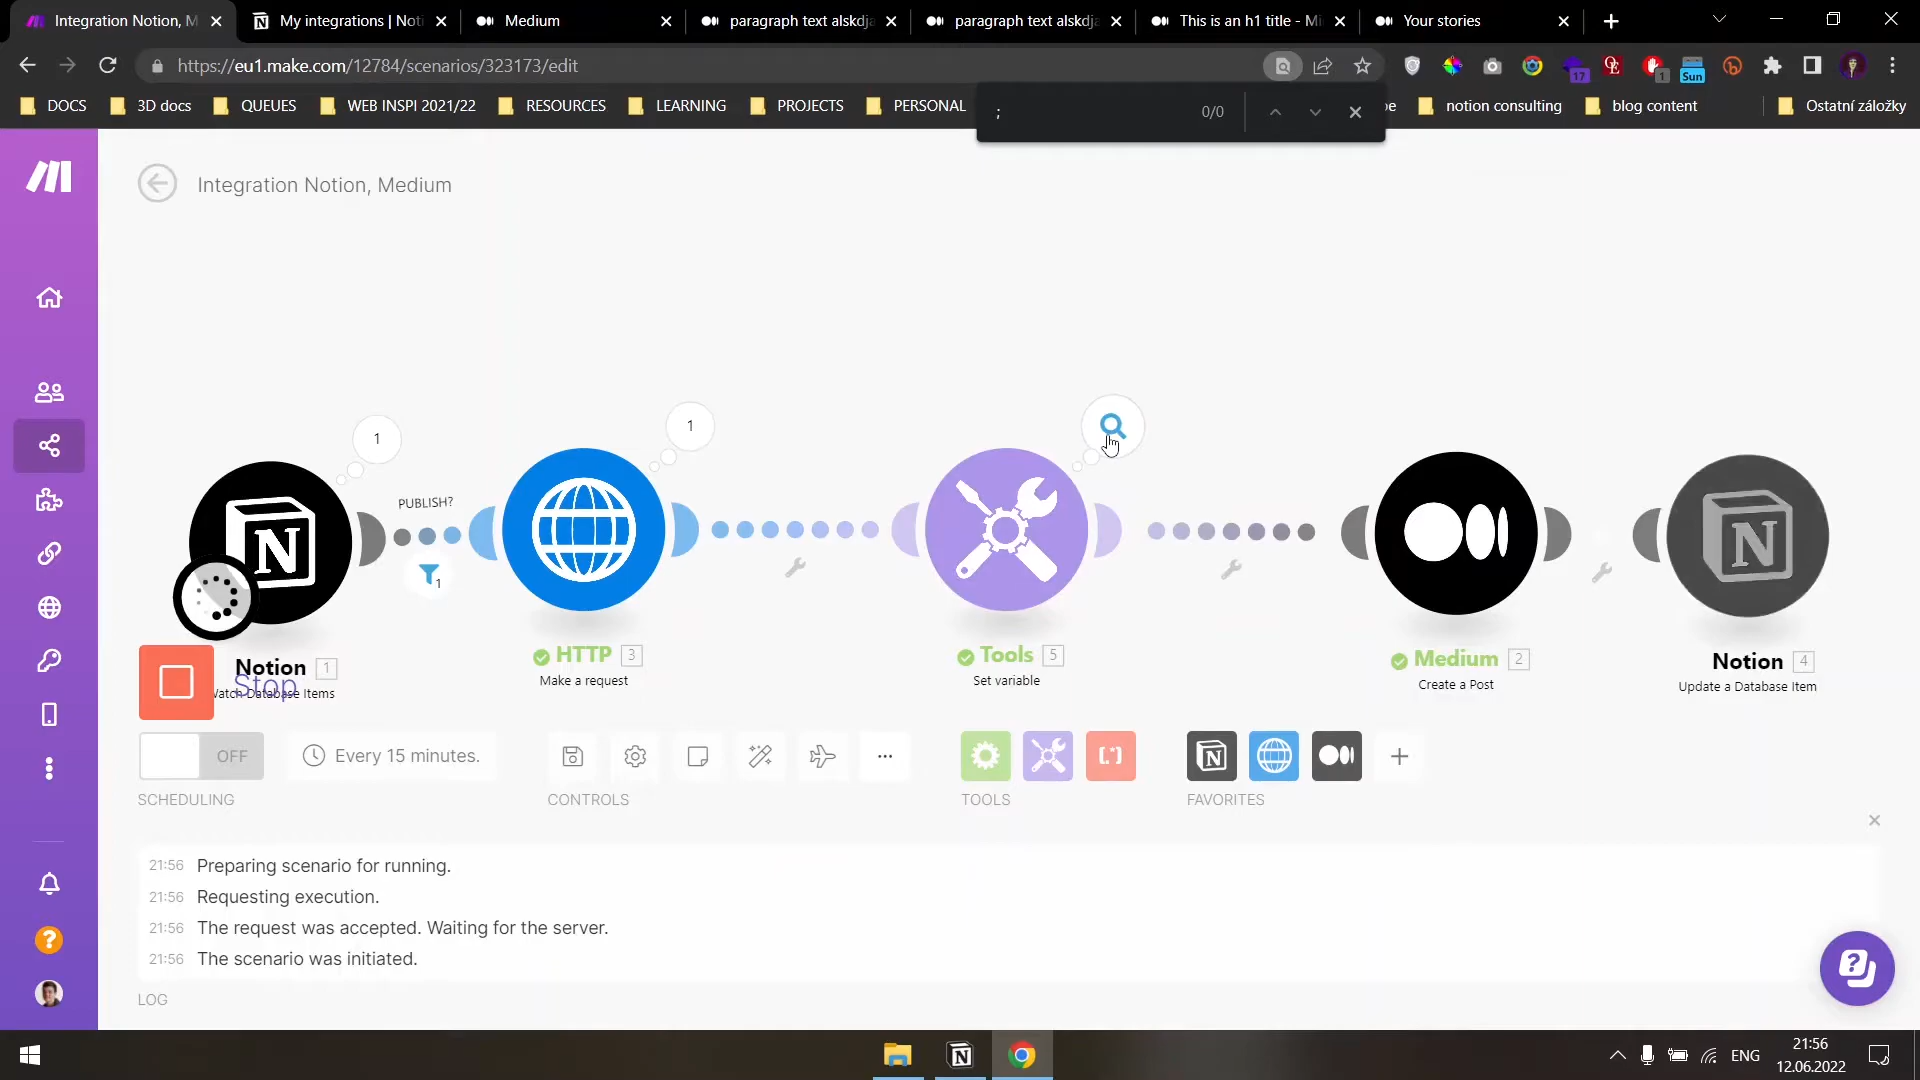 Integration Notion, M
My integrations | Noti
Medium
paragraph text alskdja
paragraph text alskdja
This is an h1 title - Mi
Your stories
https://eu1.make.com/12784/scenarios/323173/edit
17
1
Sun
DOCS
3D docs
QUEUES
WEB INSPI 2021/22
RESOURCES
LEARNING
PROJECTS
PERSONAL
notion consulting
blog content
Ostatní záložky
;
0/0
Integration Notion, Medium
1
1
PUBLISH?
1
Notion 1
Watch Database Items
Stop
HTTP 3
Make a request
Tools 5
Set variable
Medium 2
Create a Post
Notion 4
Update a Database Item
OFF
Every 15 minutes.
SCHEDULING
CONTROLS
TOOLS
FAVORITES
21:56 Preparing scenario for running.
21:56 Requesting execution.
21:56 The request was accepted. Waiting for the server.
21:56 The scenario was initiated.
LOG
ENG
21:56
12.06.2022